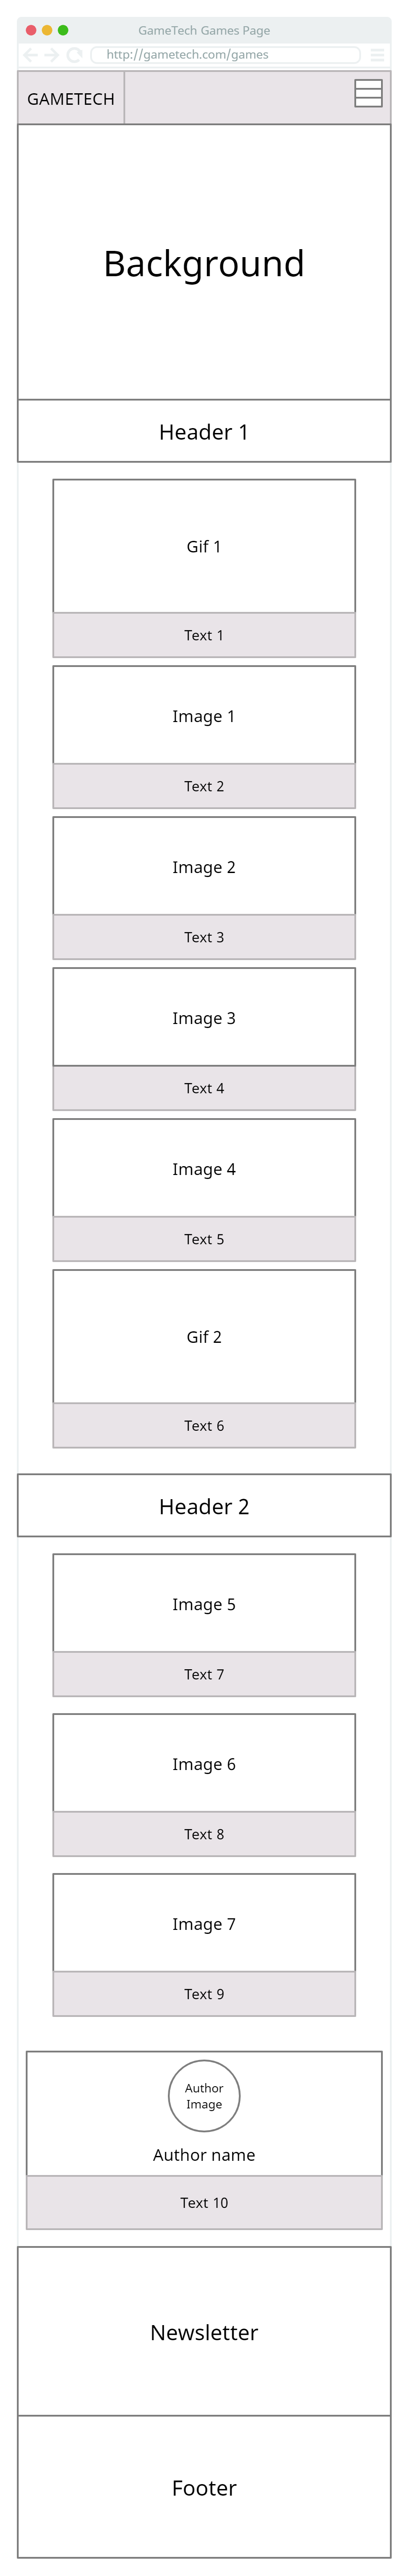 GameTech Games Page
http://gametech.com/games
GAMETECH
Background
Header 1
Gif 1
Text 1
Image 1
Text 2
Image 2
Text 3
Image 3
Text 4
Image 4
Text 5
Gif 2
Text 6
Header 2
Image 5
Text 7
Image 6
Text 8
Image 7
Text 9
Author
Image
Author name
Text 10
Newsletter
Footer